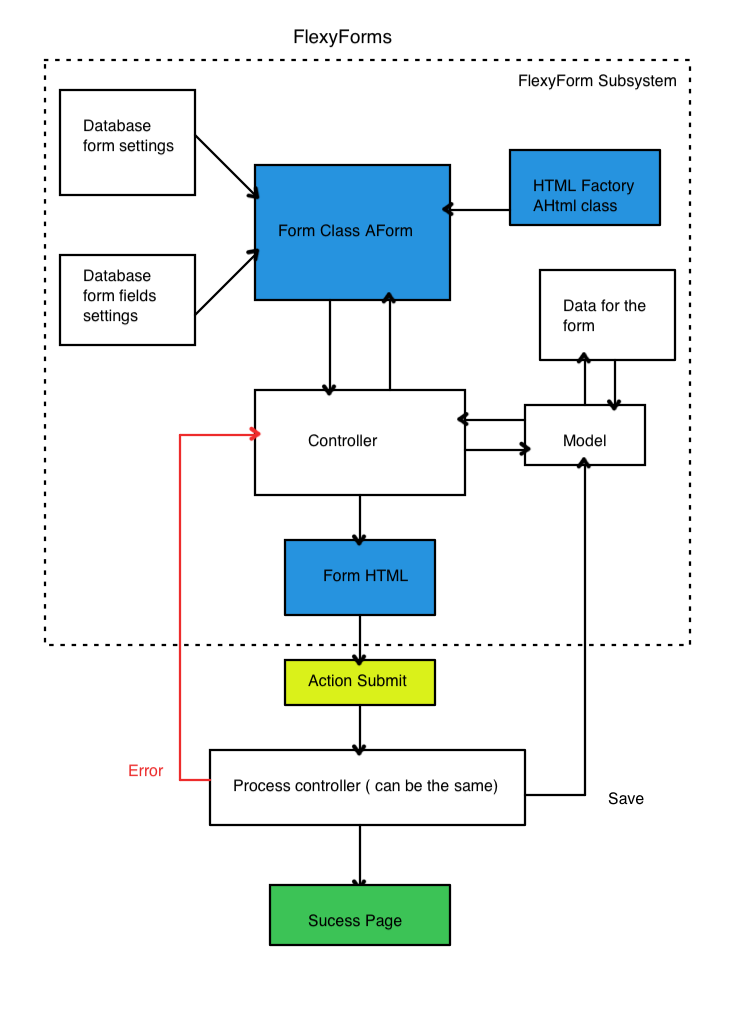 FlexyForms
FlexyForm Subsystem
Database
form settings
HTML Factory
AHtml class
Form Class AForm
Database
form fields
settings
Data for the
form
Controller
Model
Form HTML
Action Submit
Error
Process controller ( can be the same)
Save
Sucess Page